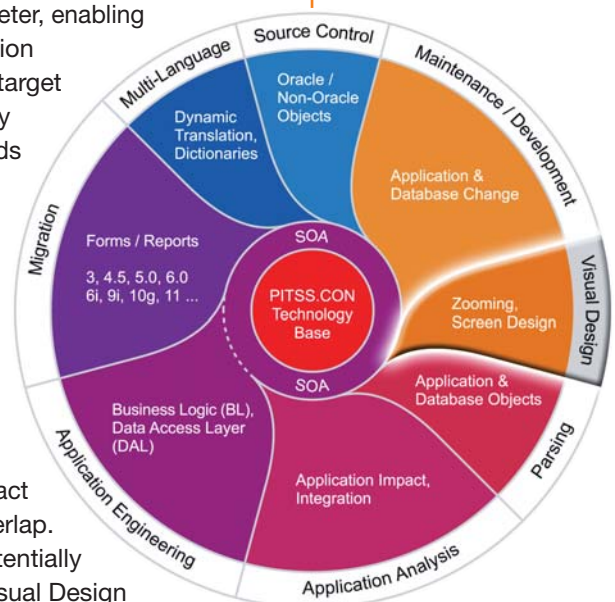 eter, enabling
ion
target
y
ds
act
erlap.
tentially
sual Design
Multi-Language
Source Control
Maintenance / Development
Visual Design
Parsing
Application Analysis
Application Engineering
Migration
Dynamic
Translation,
Dictionaries
Oracle /
Non-Oracle
Objects
Application &
Database Change
Zooming,
Screen Design
Application &
Database Objects
Application Impact,
Integration
Business Logic (BL),
Data Access Layer
(DAL)
Forms / Reports
3, 4.5, 5.0, 6.0
6i, 9i, 10g, 11 ...
SOA
PITSS.CON
Technology
Base
SOA